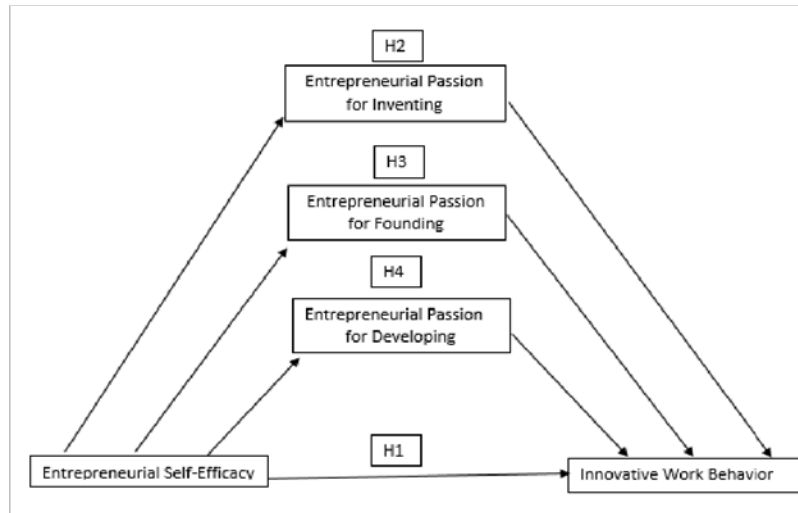 H2
Entrepreneurial Passion
for Inventing
H3
Entrepreneurial Passion
for Founding
H4
Entrepreneurial Passion
for Developing
H1
Entrepreneurial Self-Efficacy
Innovative Work Behavior